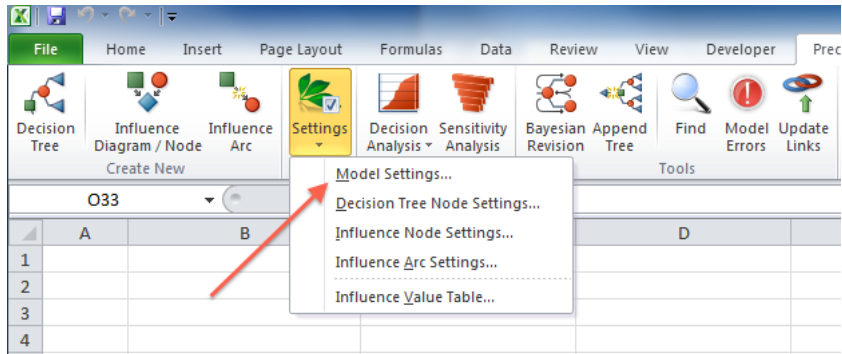 File Home Insert Page Layout Formulas Data Review View Developer Prec
Decision Tree
Influence Diagram / Node
Influence Arc
Create New
Settings
Decision Analysis
Sensitivity Analysis
Bayesian Revision
Append Tree
Find
Model Errors
Update Links
Tools
O33
Model Settings...
Decision Tree Node Settings...
Influence Node Settings...
Influence Arc Settings...
Influence Value Table...
A B D
1
2
3
4